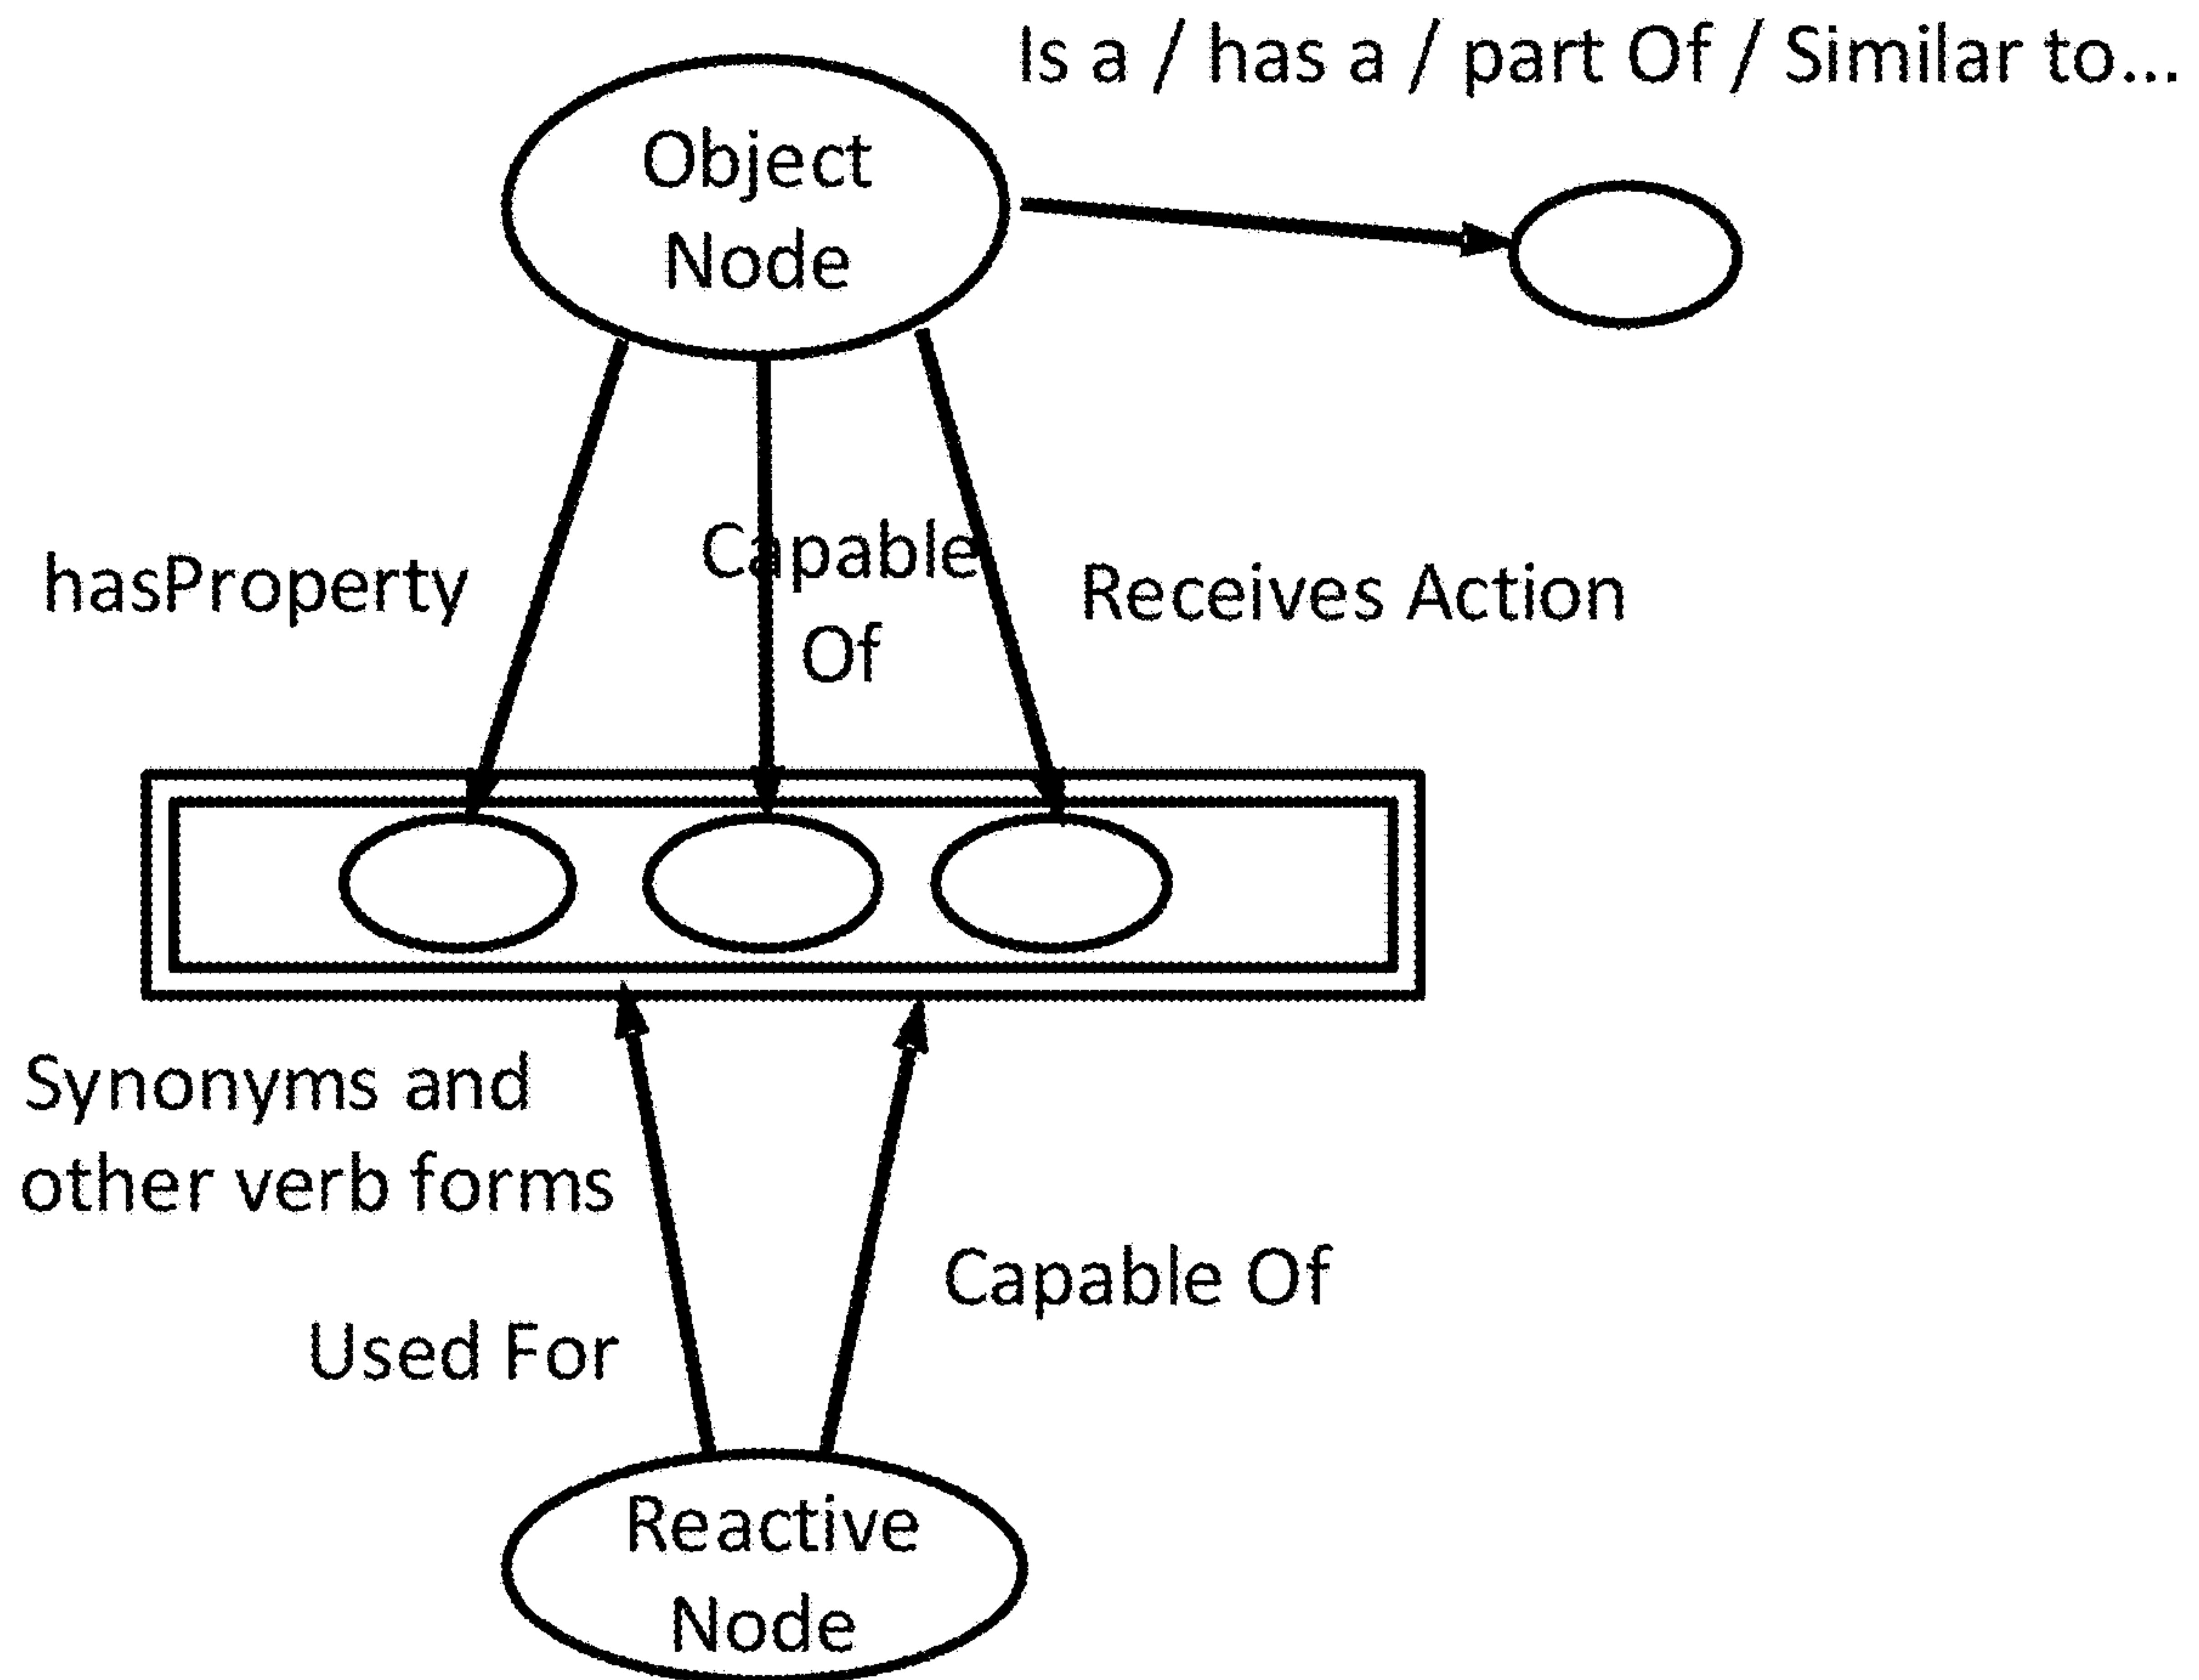 Is a / has a / part Of / Similar to...
Object
Node
hasProperty
Capable
Of
Receives Action
Synonyms and
other verb forms
Used For
Capable Of
Reactive
Node